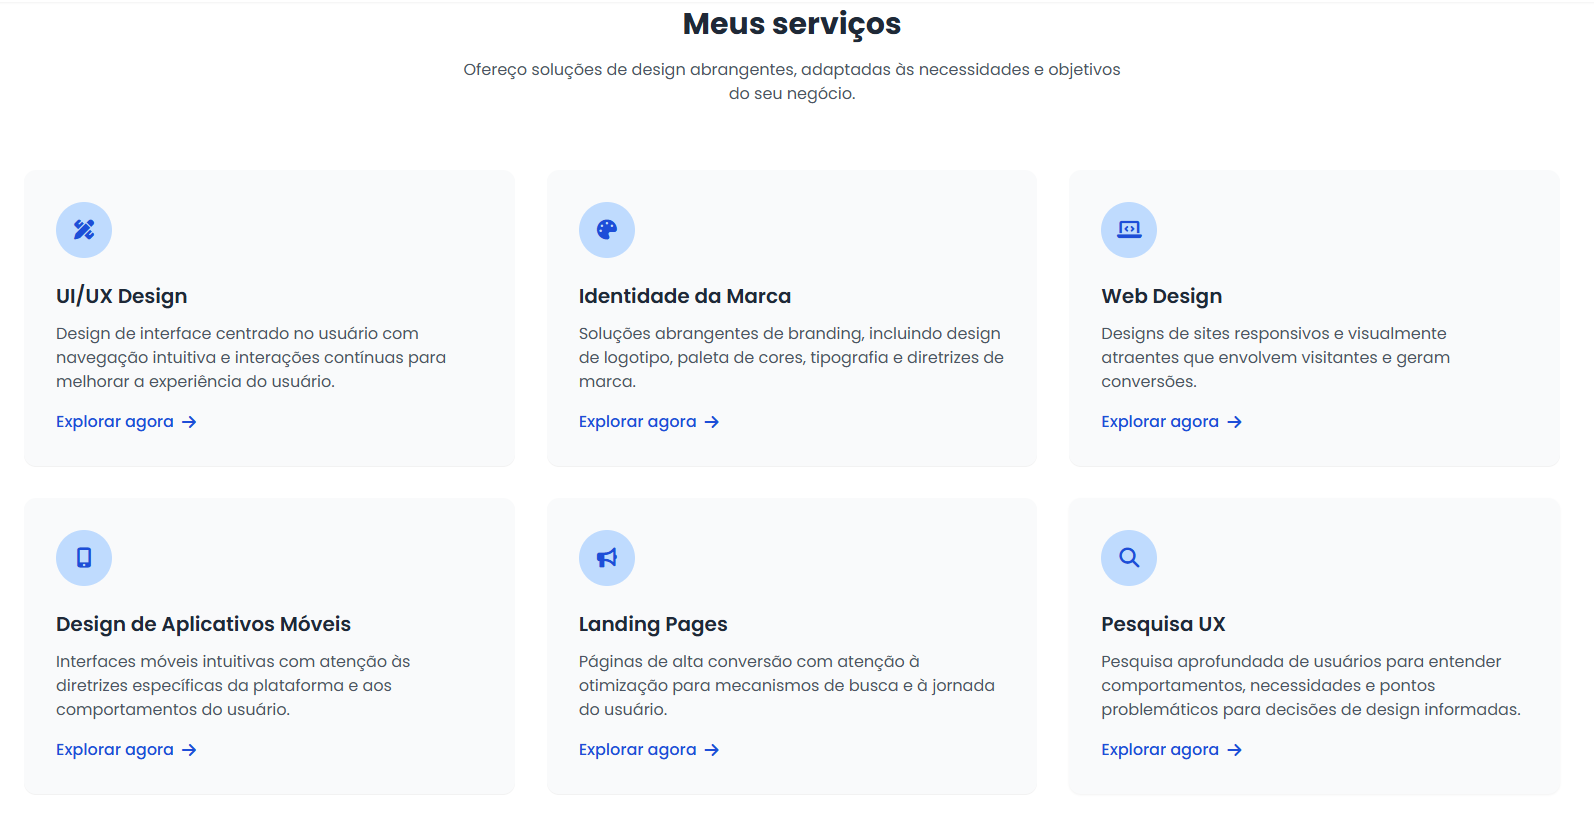 Meus serviços
Ofereço soluções de design abrangentes, adaptadas às necessidades e objetivos
do seu negócio.
UI/UX Design
Design de interface centrado no usuário com
navegação intuitiva e interações contínuas para
melhorar a experiência do usuário.
Explorar agora →
Identidade da Marca
Soluções abrangentes de branding, incluindo design
de logotipo, paleta de cores, tipografia e diretrizes de
marca.
Explorar agora →
Web Design
Designs de sites responsivos e visualmente
atraentes que envolvem visitantes e geram
conversões.
Explorar agora →
Design de Aplicativos Móveis
Interfaces móveis intuitivas com atenção às
diretrizes específicas da plataforma e aos
comportamentos do usuário.
Explorar agora →
Landing Pages
Páginas de alta conversão com atenção à
otimização para mecanismos de busca e à jornada
do usuário.
Explorar agora →
Pesquisa UX
Pesquisa aprofundada de usuários para entender
comportamentos, necessidades e pontos
problemáticos para decisões de design informadas.
Explorar agora →